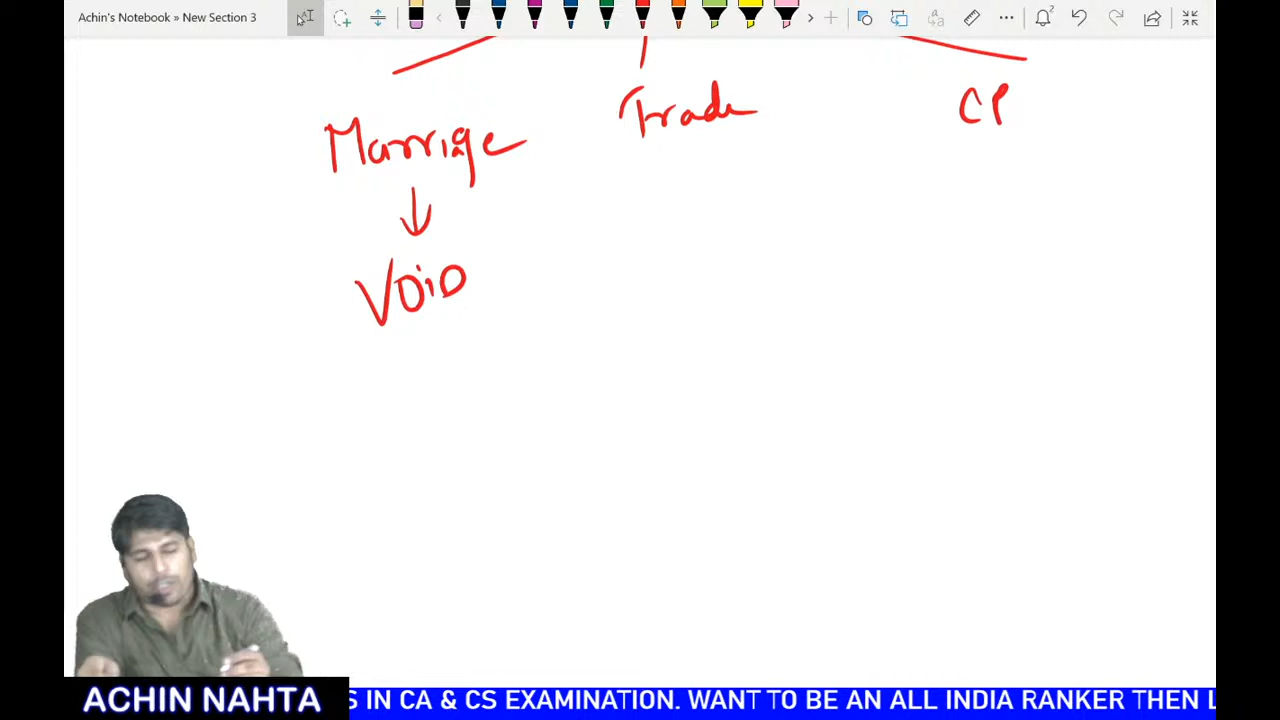 Achin's Notebook » New Section 3
Trade
CP
Marriage
Void
ACHIN NAHTA
S IN CA & CS EXAMINATION. WANT TO BE AN ALL INDIA RANKER THEN L